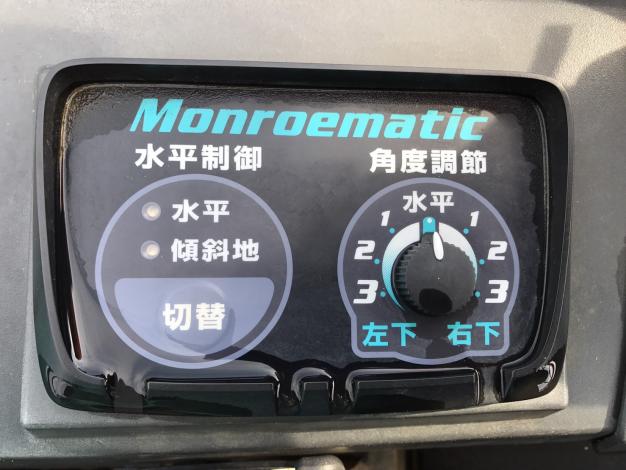 Monroematic
水平制御
水平
傾斜地
切替
角度調節
水平
1 1
2 2
3 3
左下 右下